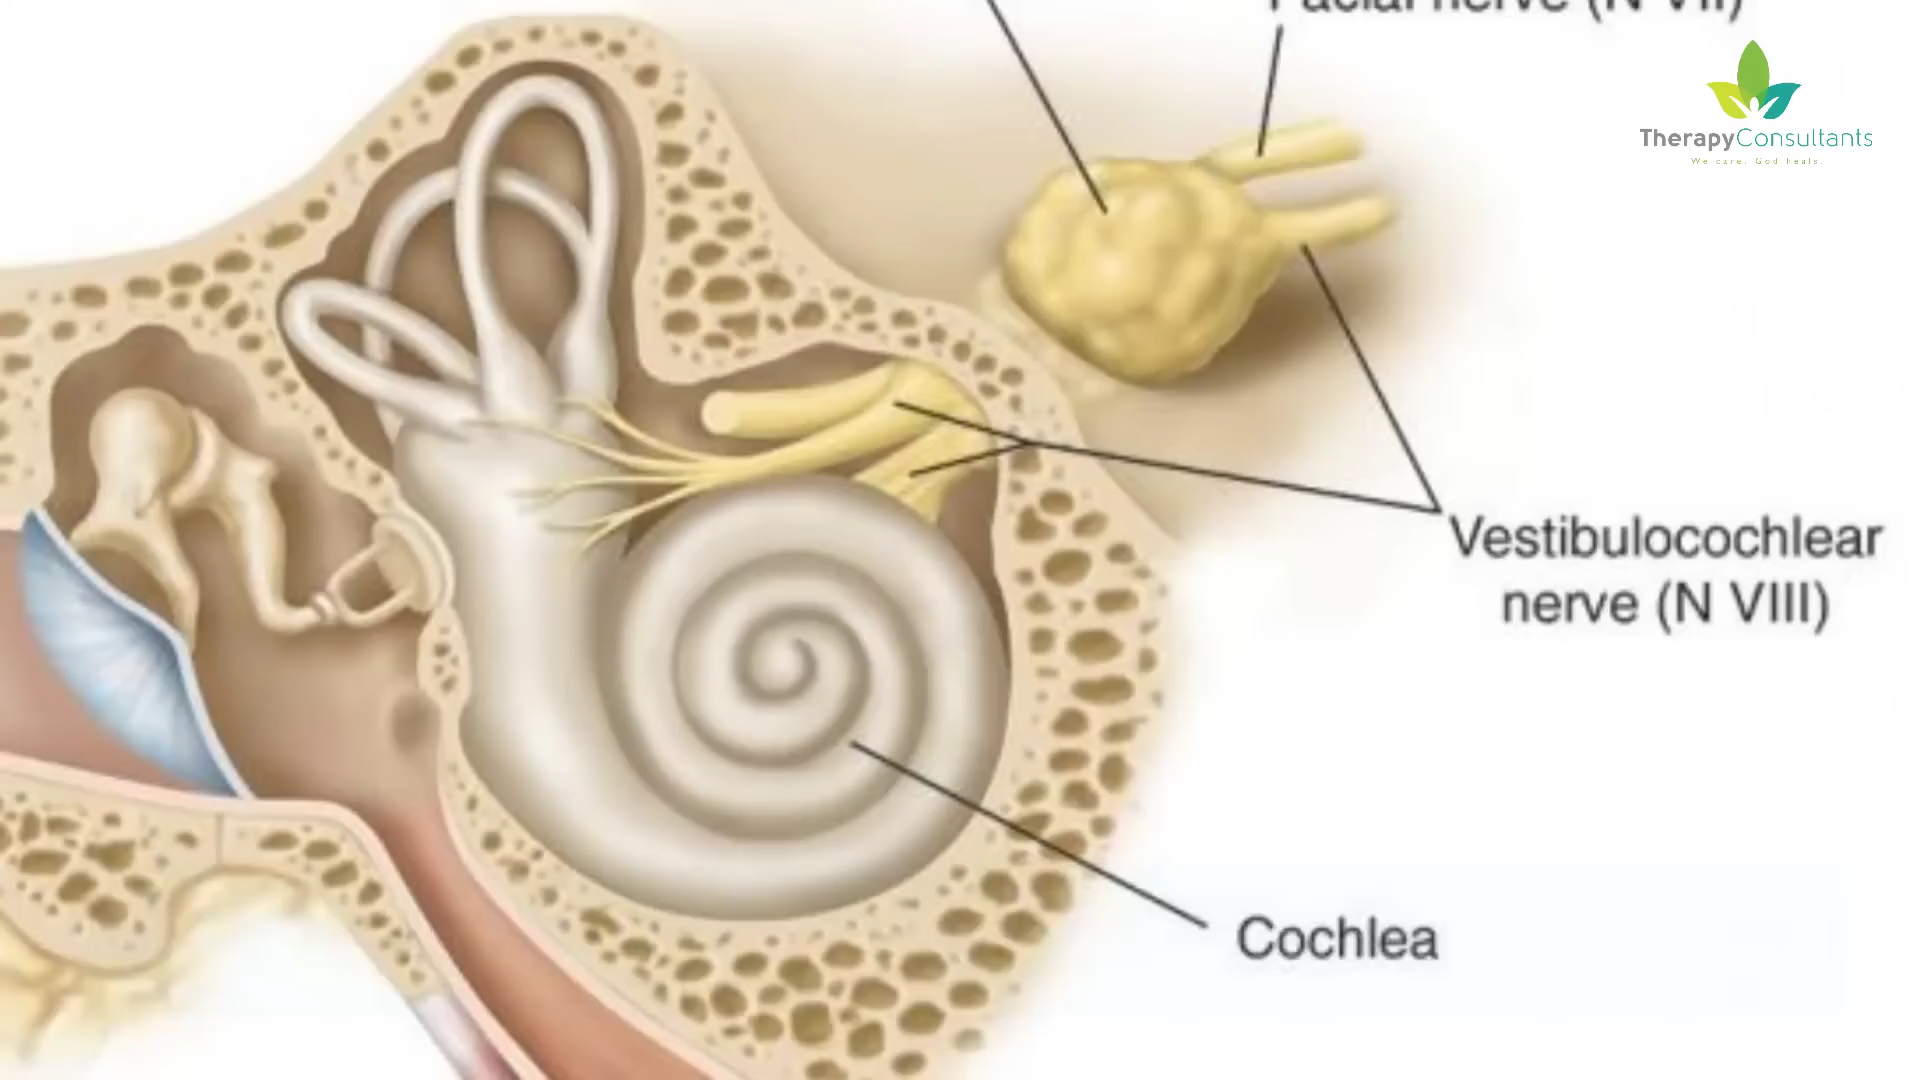 Facial nerve (N VII)
TherapyConsultants
We care. God heals.
Vestibulocochlear
nerve (N VIII)
Cochlea